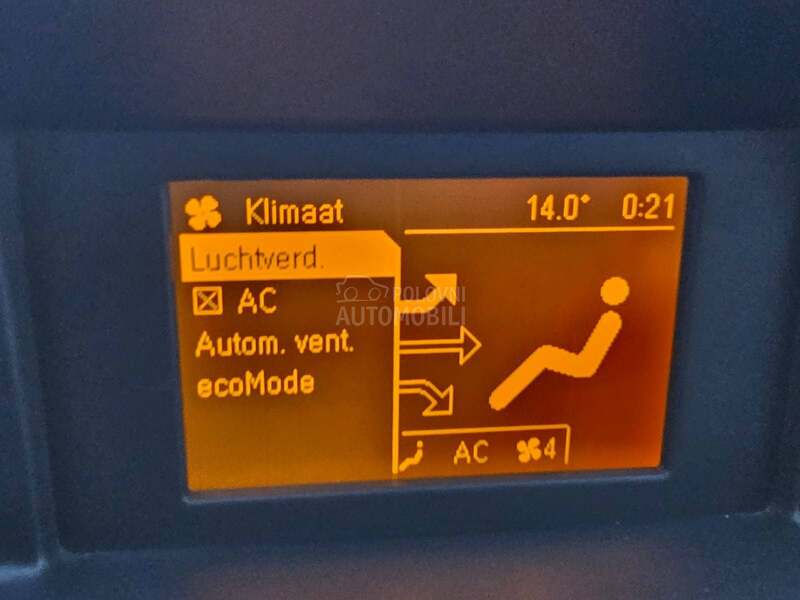 Klimaat 14.0° 0:21
Luchtverd.
AC
Autom. vent.
ecoMode
AC 4
POLOVNI
AUTOMOBILI